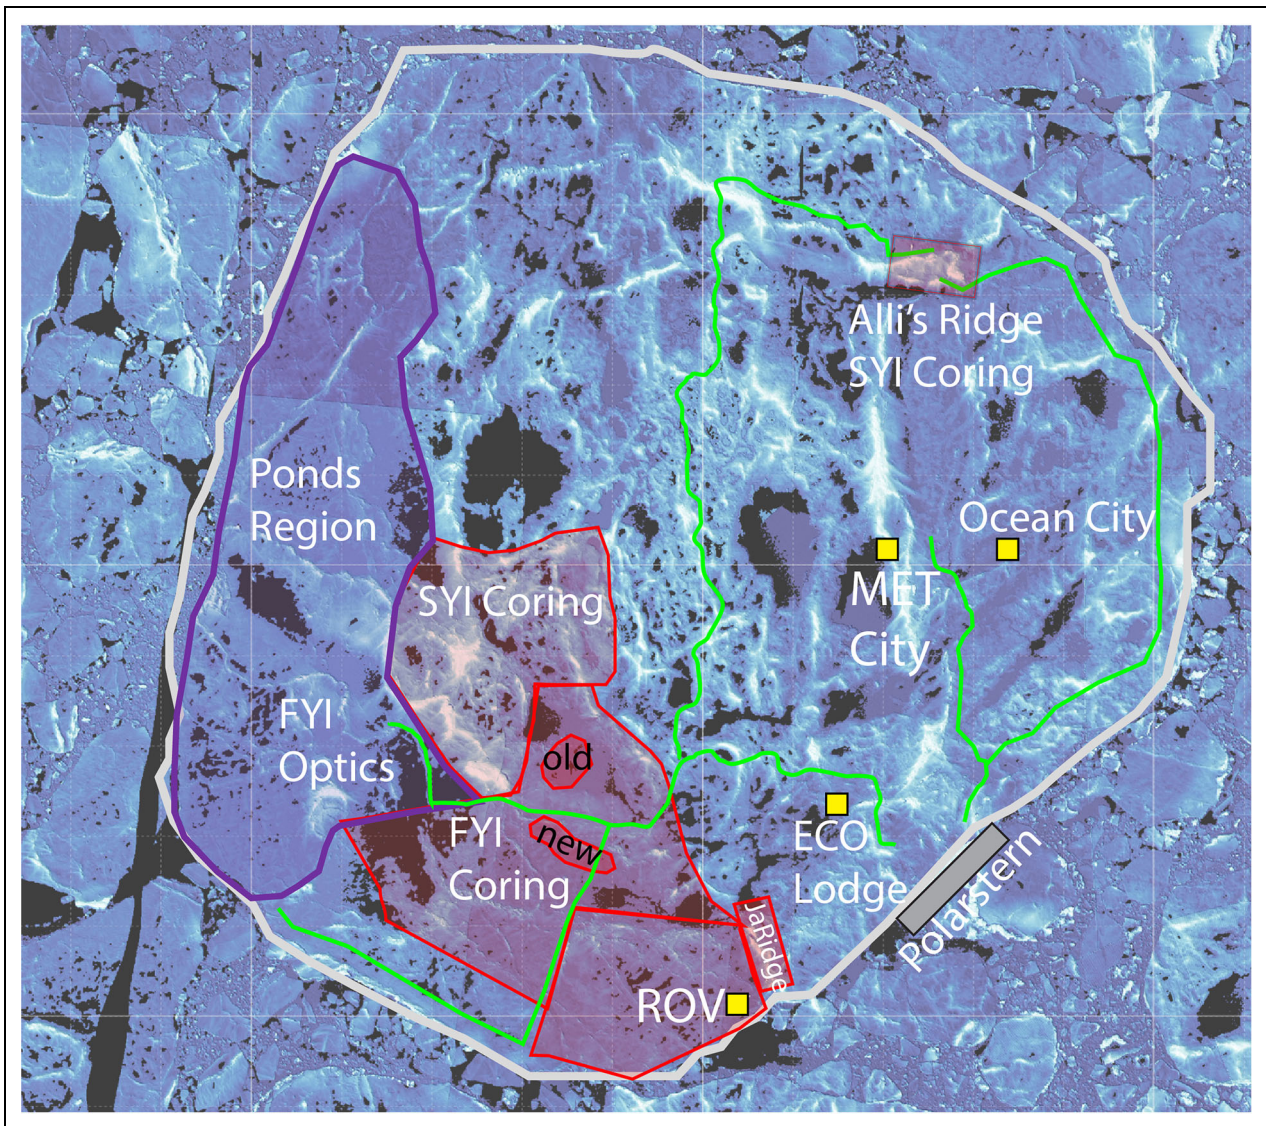 Alli's Ridge
SYI Coring
Ponds
Region
Ocean City
MET
City
SYI Coring
FYI
Optics
old
new
FYI
Coring
ECO
Lodge
Polarstern
JaRidge
ROV